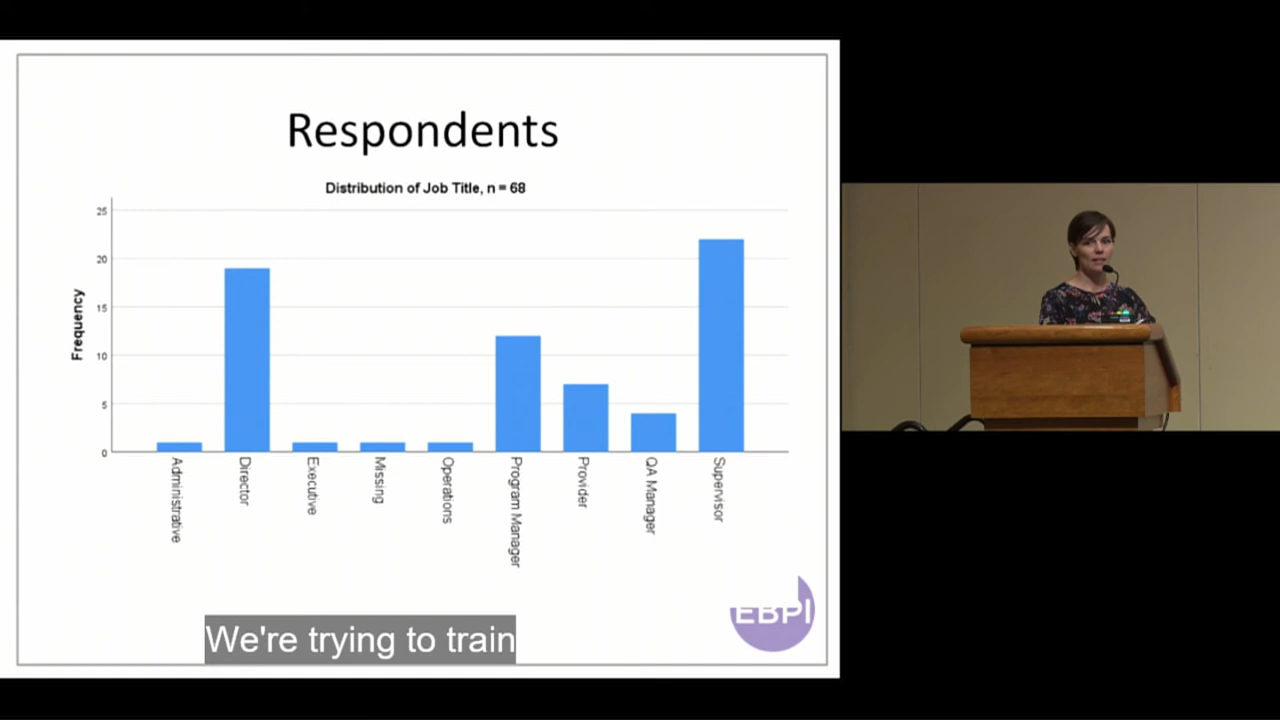 Respondents
Distribution of Job Title, n = 68
Frequency
25
20
15
10
5
0
Administrative
Director
Executive
Missing
Operations
Program Manager
Provider
QA Manager
Supervisor
EBPI
We're trying to train